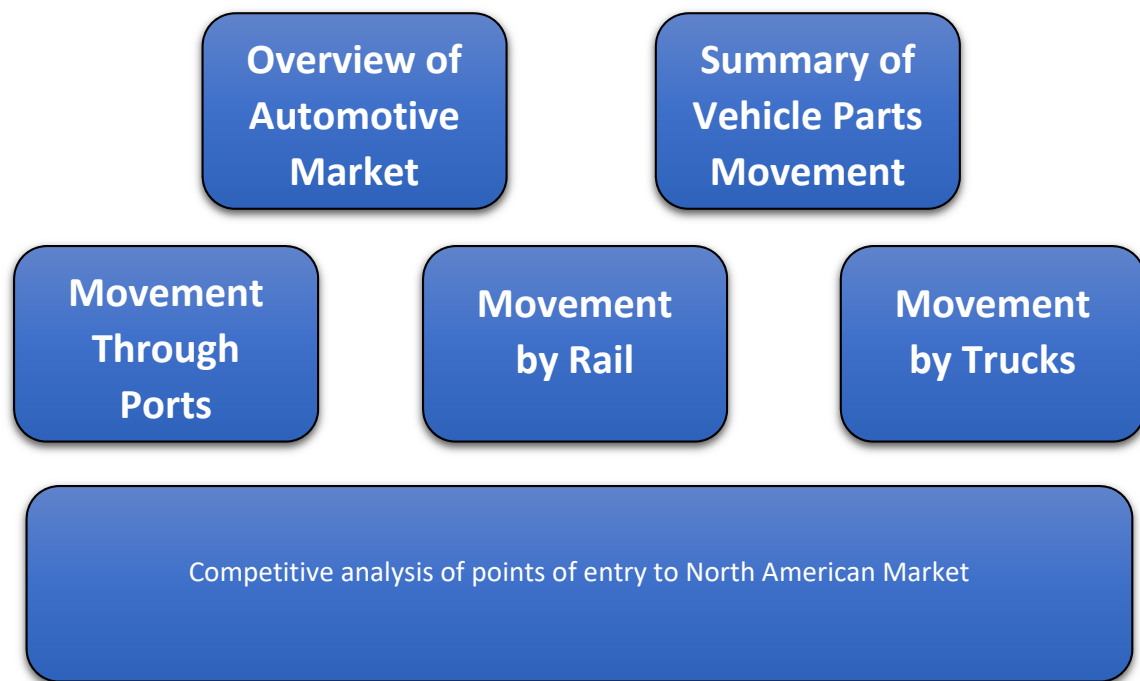 Overview of
Automotive
Market
Summary of
Vehicle Parts
Movement
Movement
Through
Ports
Movement
by Rail
Movement
by Trucks
Competitive analysis of points of entry to North American Market